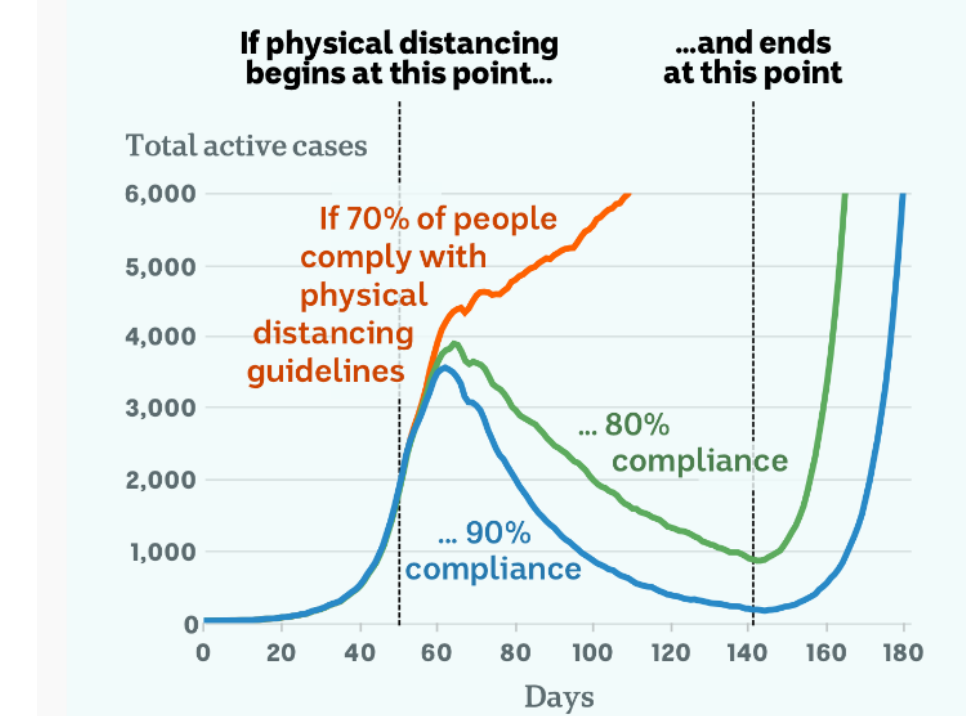 If physical distancing
begins at this point...
...and ends
at this point
Total active cases
6,000
5,000
4,000
3,000
2,000
1,000
0
If 70% of people
comply with
physical
distancing
guidelines
... 80%
compliance
... 90%
compliance
0 20 40 60 80 100 120 140 160 180
Days